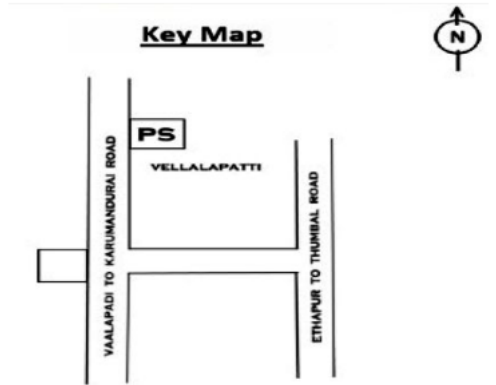 Key Map
N
PS
VELLALAPATTI
VAALAPADI TO KARUMANDURAI ROAD
ETHAPUR TO THUMBAL ROAD